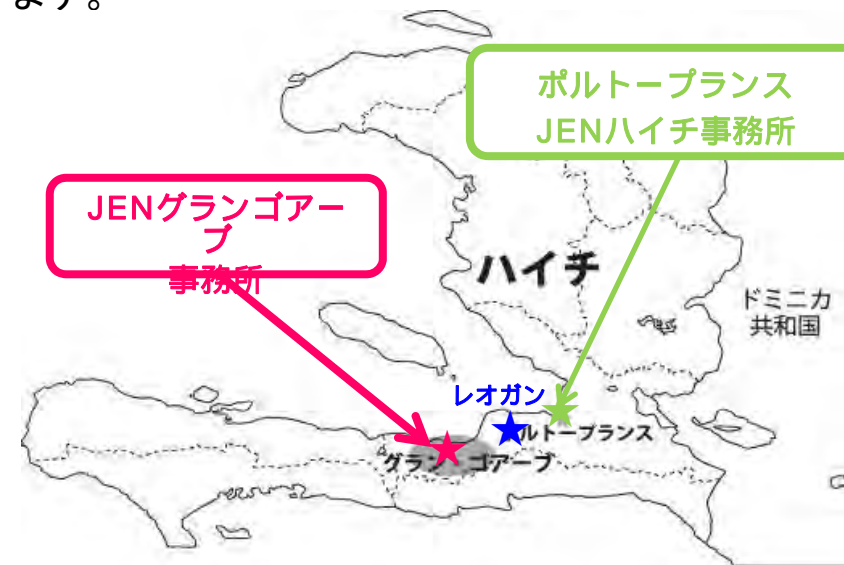 ます。
ポルトープランス
JENハイチ事務所
JENグランゴアー
ブ
事務所
ハイチ
ドミニカ
共和国
レオガン
ルトープランス
グラン ゴアーブ